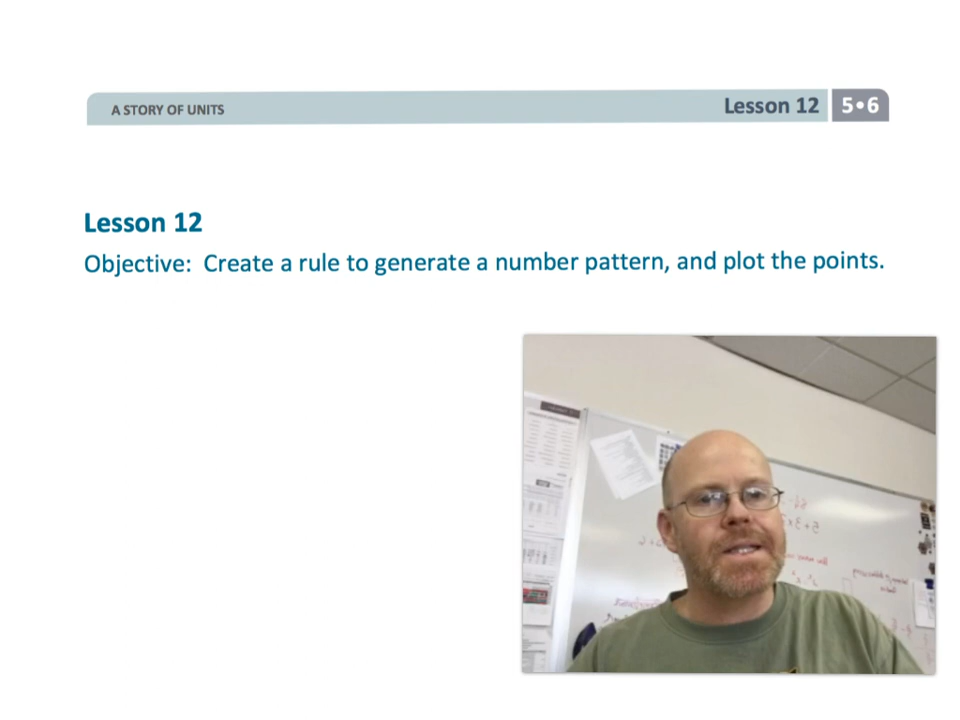 A STORY OF UNITS
Lesson 12 5•6
Lesson 12
Objective: Create a rule to generate a number pattern, and plot the points.